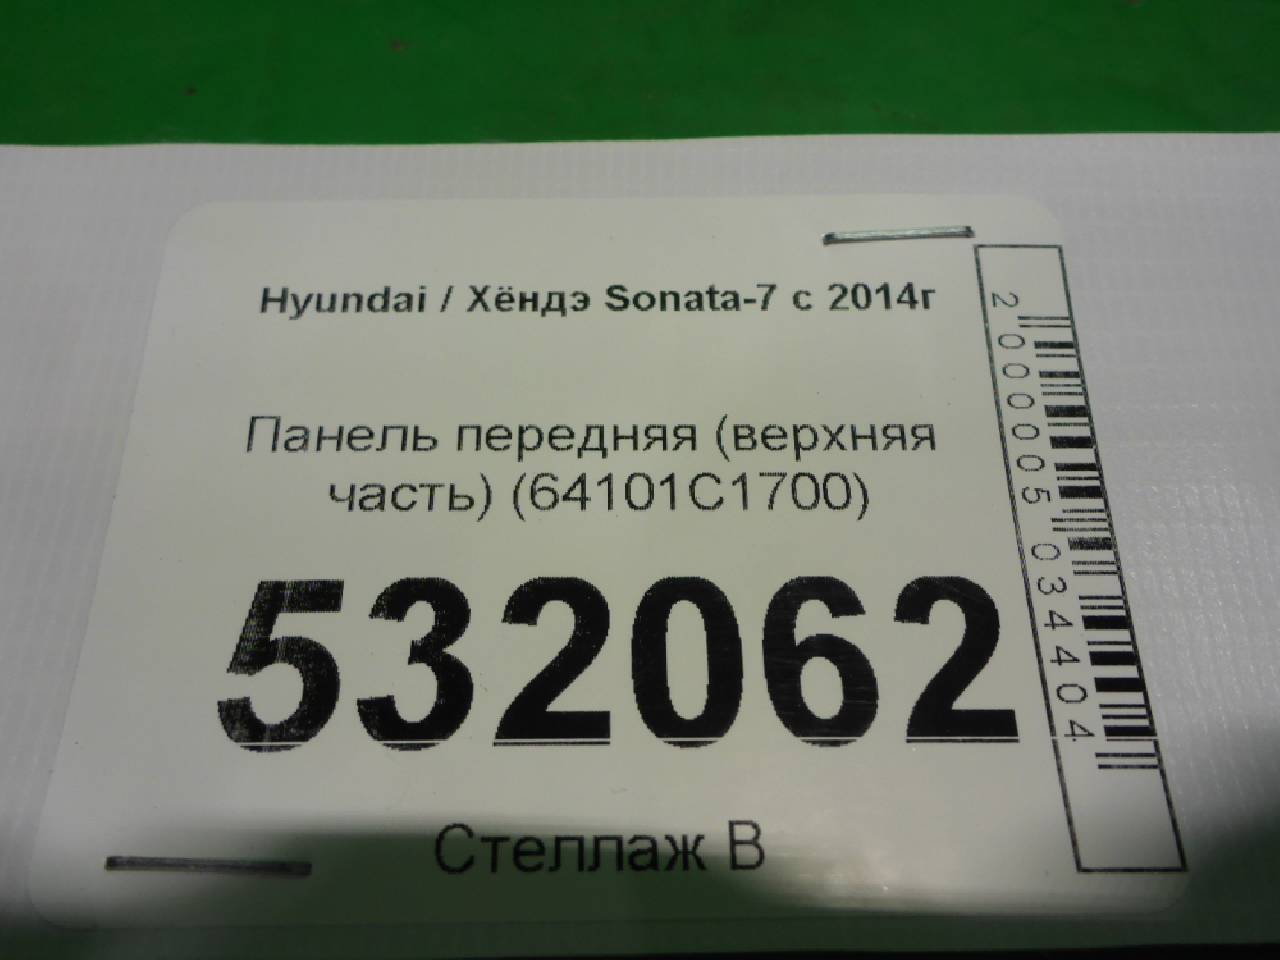 Hyundai / Хёндэ Sonata-7 с 2014г
Панель передняя (верхняя
часть) (64101C1700)
532062
Стеллаж В
2000005034404